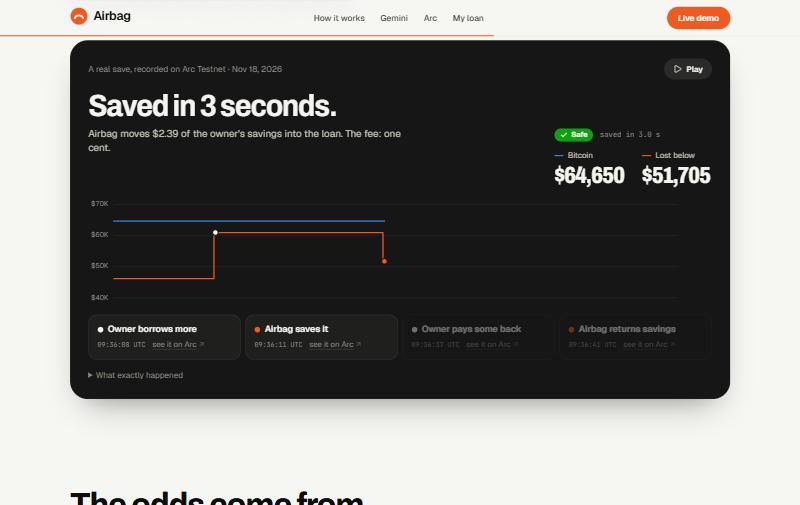 Airbag
How it works Gemini Arc My loan
Live demo
A real save, recorded on Arc Testnet · Nov 18, 2026
Play
Saved in 3 seconds.
Airbag moves $2.39 of the owner's savings into the loan. The fee: one
cent.
Safe saved in 3.0 s
Bitcoin Lost below
$64,650 $51,705
$70K
$60K
$50K
$40K
Owner borrows more
09:36:08 UTC see it on Arc ↗
Airbag saves it
09:36:11 UTC see it on Arc ↗
Owner pays some back
09:36:37 UTC see it on Arc ↗
Airbag returns savings
09:36:41 UTC see it on Arc ↗
What exactly happened
The odds come from